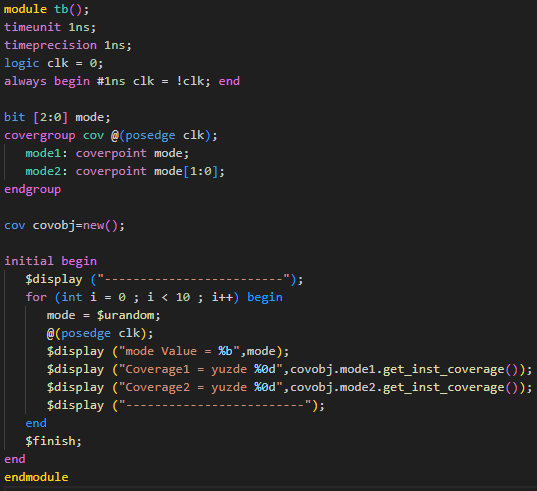 module tb();
timeunit 1ns;
timeprecision 1ns;
logic clk = 0;
always begin #1ns clk = !clk; end

bit [2:0] mode;
covergroup cov @(posedge clk);
    mode1: coverpoint mode;
    mode2: coverpoint mode[1:0];
endgroup

cov covobj=new();

initial begin
    $display ("-------------------------");
    for (int i = 0 ; i < 10 ; i++) begin
        mode = $urandom;
        @(posedge clk);
        $display ("mode Value = %b",mode);
        $display ("Coverage1 = yuzde %0d",covobj.mode1.get_inst_coverage());
        $display ("Coverage2 = yuzde %0d",covobj.mode2.get_inst_coverage());
        $display ("-------------------------");
    end
    $finish;
end
endmodule